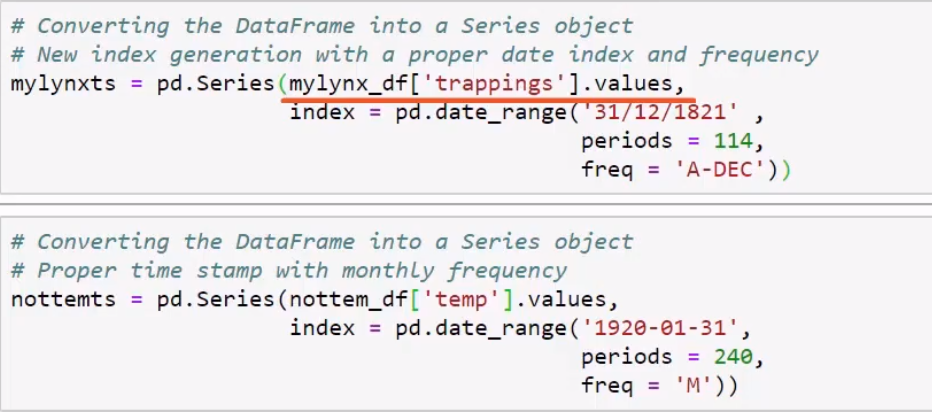 # Converting the DataFrame into a Series object
# New index generation with a proper date index and frequency
mylynxts = pd.Series(mylynx_df['trappings'].values,
                     index = pd.date_range('31/12/1821' ,
                                           periods = 114,
                                           freq = 'A-DEC'))
# Converting the DataFrame into a Series object
# Proper time stamp with monthly frequency
nottemts = pd.Series(nottem_df['temp'].values,
                     index = pd.date_range('1920-01-31',
                                           periods = 240,
                                           freq = 'M'))